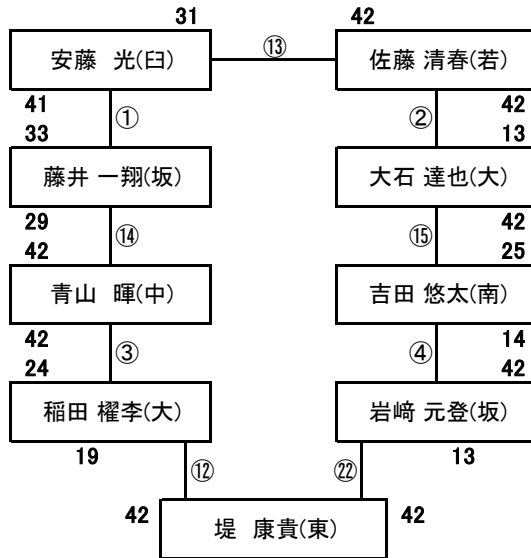 31 42
安藤 光(臼) ⑬ 佐藤 清春(若)
41 ① ② 42
33 13
藤井 一翔(坂) 大石 達也(大)
29 ⑭ ⑮ 42
42 25
青山 暉(中) 吉田 悠太(南)
42 ③ ④ 14
24 42
稲田 櫂李(大) 岩﨑 元登(坂)
19 ⑫ ㉒ 13
42 堤 康貴(東) 42